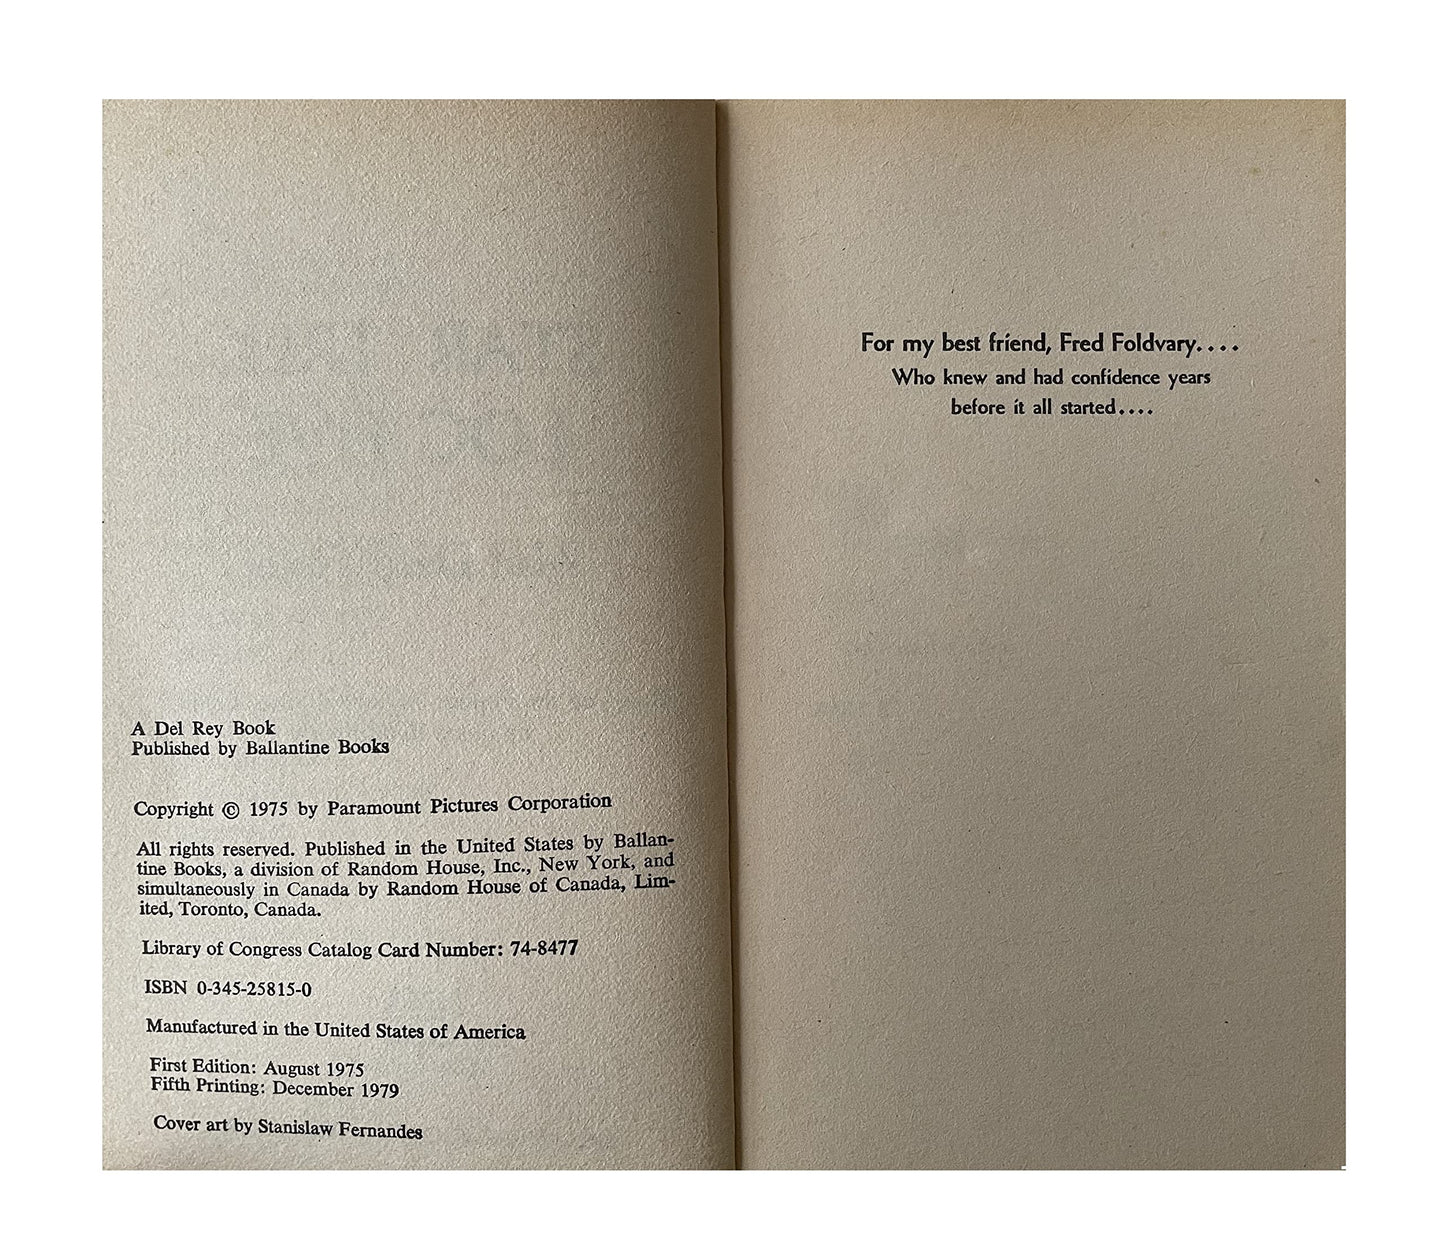 A Del Rey Book
Published by Ballantine Books
Copyright © 1975 by Paramount Pictures Corporation
All rights reserved. Published in the United States by Ballan-
tine Books, a division of Random House, Inc., New York, and
simultaneously in Canada by Random House of Canada, Lim-
ited, Toronto, Canada.
Library of Congress Catalog Card Number: 74-8477
ISBN 0-345-25815-0
Manufactured in the United States of America
First Edition: August 1975
Fifth Printing: December 1979
Cover art by Stanislaw Fernandes
For my best friend, Fred Foldvary....
Who knew and had confidence years
before it all started....